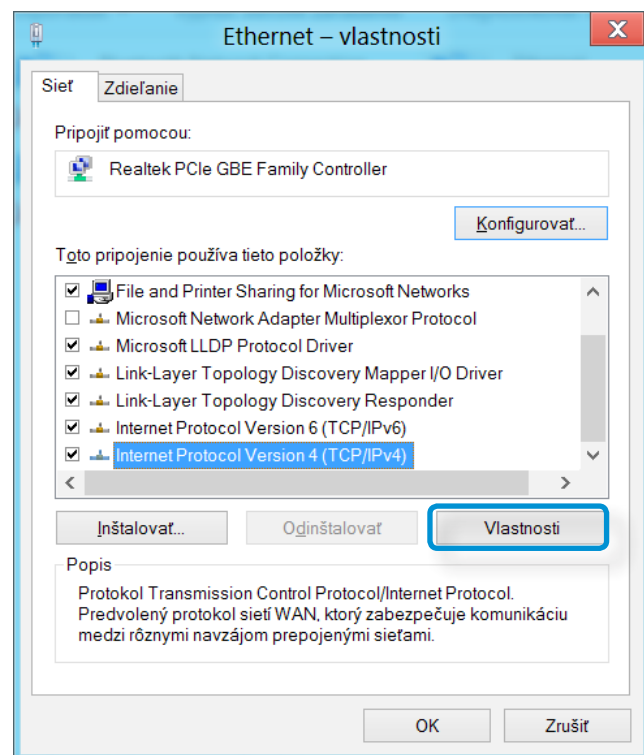 Ethernet – vlastnosti
X
Sieť
Zdieľanie
Pripojiť pomocou:
Realtek PCIe GBE Family Controller
Konfigurovať...
Toto pripojenie používa tieto položky:
File and Printer Sharing for Microsoft Networks
Microsoft Network Adapter Multiplexor Protocol
Microsoft LLDP Protocol Driver
Link-Layer Topology Discovery Mapper I/O Driver
Link-Layer Topology Discovery Responder
Internet Protocol Version 6 (TCP/IPv6)
Internet Protocol Version 4 (TCP/IPv4)
Inštalovať...
Odinštalovať
Vlastnosti
Popis
Protokol Transmission Control Protocol/Internet Protocol.
Predvolený protokol sietí WAN, ktorý zabezpečuje komunikáciu
medzi rôznymi navzájom prepojenými sieťami.
OK
Zrušiť